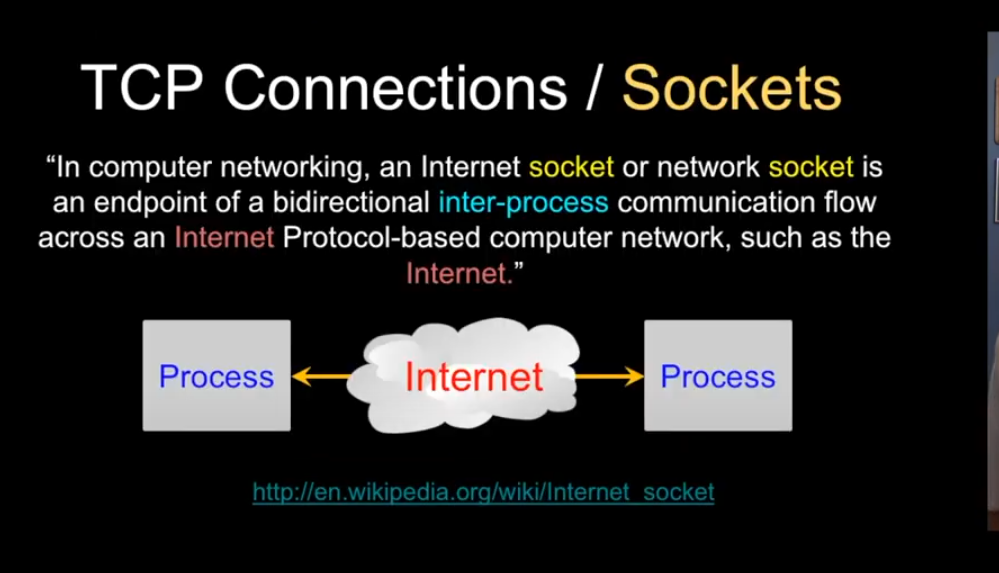 TCP Connections / Sockets
“In computer networking, an Internet socket or network socket is
an endpoint of a bidirectional inter-process communication flow
across an Internet Protocol-based computer network, such as the
Internet.”
Process
Internet
Process
http://en.wikipedia.org/wiki/Internet_socket